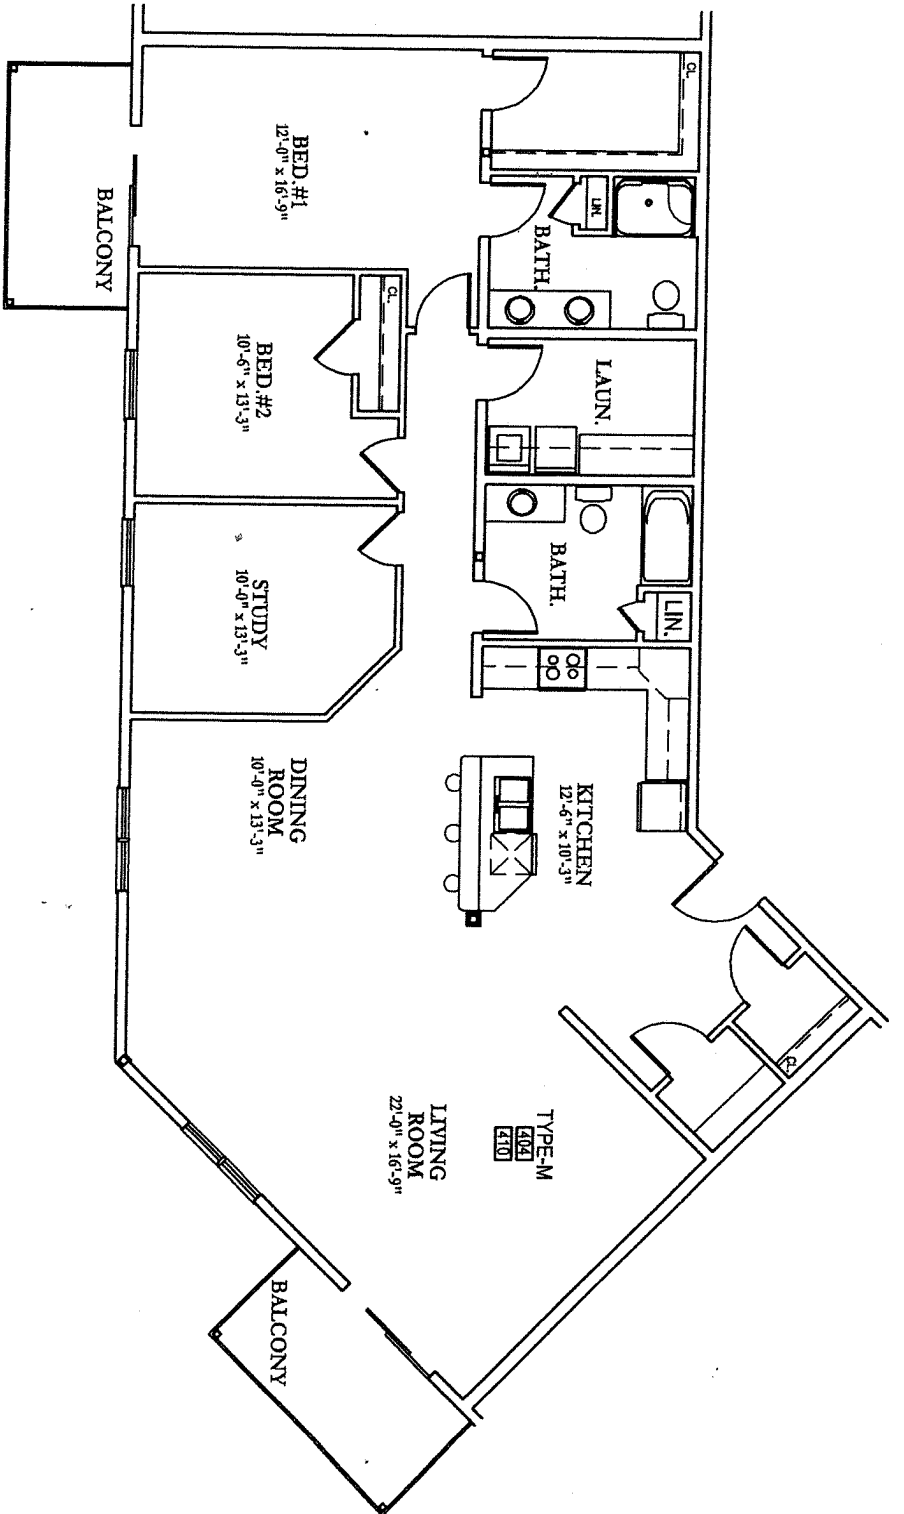 CL.
BED.#1
12'-0" x 16'-9"
BALCONY
LIN.
BATH.
CL.
BED.#2
10'-6" x 13'-3"
LAUN.
BATH.
LIN.
STUDY
10'-0" x 13'-3"
DINING
ROOM
10'-0" x 13'-3"
KITCHEN
12'-6" x 10'-3"
CL.
LIVING
ROOM
22'-0" x 16'-9"
TYPE-M
404
410
BALCONY